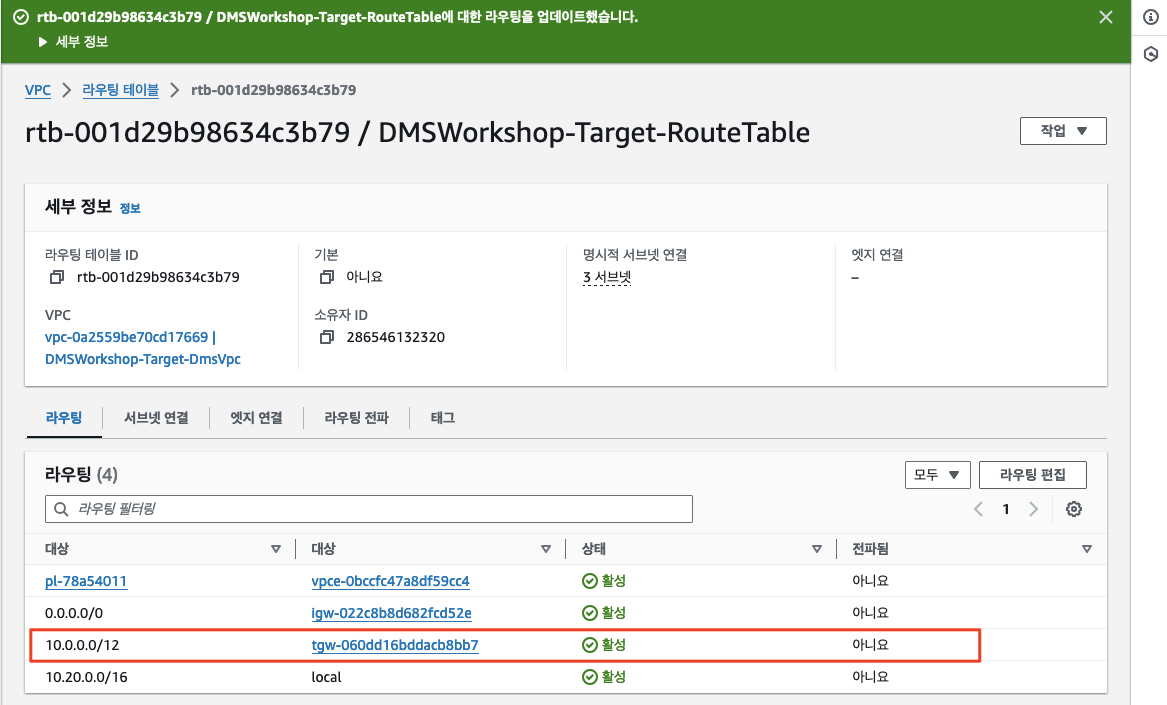 rtb-001d29b98634c3b79 / DMSWorkshop-Target-RouteTable에 대한 라우팅을 업데이트했습니다.
세부 정보
VPC 라우팅 테이블 rtb-001d29b98634c3b79
rtb-001d29b98634c3b79 / DMSWorkshop-Target-RouteTable
작업
세부 정보 정보
라우팅 테이블 ID
rtb-001d29b98634c3b79
기본
아니요
명시적 서브넷 연결
3 서브넷
엣지 연결
–
VPC
vpc-0a2559be70cd17669 |
DMSWorkshop-Target-DmsVpc
소유자 ID
286546132320
라우팅 서브넷 연결 엣지 연결 라우팅 전파 태그
라우팅 (4)
모두 라우팅 편집
라우팅 필터링
1
대상 대상 상태 전파됨
pl-78a54011 vpce-0bccfc47a8df59cc4 활성 아니요
0.0.0.0/0 igw-022c8b8d682fcd52e 활성 아니요
10.0.0.0/12 tgw-060dd16bddacb8bb7 활성 아니요
10.20.0.0/16 local 활성 아니요